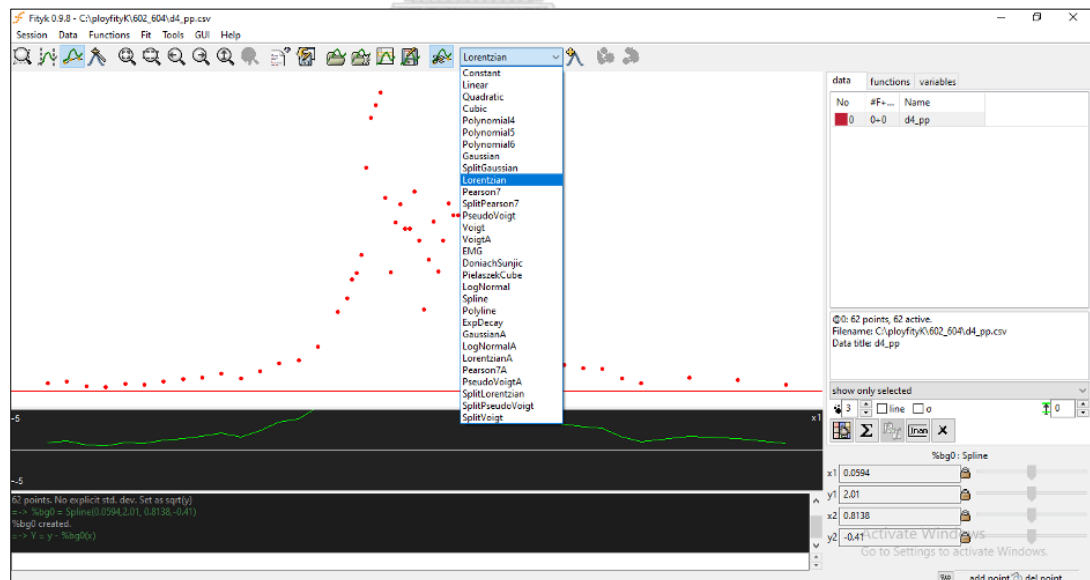 Fityk 0.9.8 - C:\ployfityK\602_604\d4_pp.csv
Session Data Functions Fit Tools GUI Help
Lorentzian
Constant
Linear
Quadratic
Cubic
Polynomial4
Polynomial5
Polynomial6
Gaussian
SplitGaussian
Lorentzian
Pearson7
SplitPearson7
PseudoVoigt
Voigt
VoigtA
EMG
DoniachSunjic
PielaszekCube
LogNormal
Spline
Polyline
ExpDecay
GaussianA
LogNormalA
LorentzianA
Pearson7A
PseudoVoigtA
SplitLorentzian
SplitPseudoVoigt
SplitVoigt
data functions variables
No #F+... Name
0 0+0 d4_pp
@0: 62 points, 62 active.
Filename: C:\ployfityK\602_604\d4_pp.csv
Data title: d4_pp
show only selected
3 line σ 0
Σ
%bg0 : Spline
x1 0.0594
y1 2.01
x2 0.8138
y2 -0.41
Activate Windows
Go to Settings to activate Windows.
add point del point
-5 x1
-.5
62 points. No explicit std. dev. Set as sqrt(y)
=-> %bg0 = Spline(0.0594,2.01, 0.8138,-0.41)
%bg0 created.
=-> Y = y - %bg0(x)